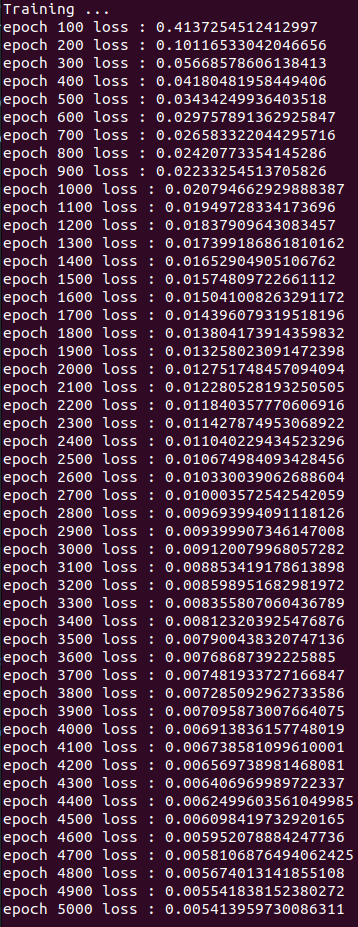 Training ...
epoch 100 loss : 0.4137254512412997
epoch 200 loss : 0.10116533042046656
epoch 300 loss : 0.05668578606138413
epoch 400 loss : 0.04180481958449406
epoch 500 loss : 0.03434249936403518
epoch 600 loss : 0.029757891362925847
epoch 700 loss : 0.026583322044295716
epoch 800 loss : 0.02420773354145286
epoch 900 loss : 0.02233254513705826
epoch 1000 loss : 0.020794662929888387
epoch 1100 loss : 0.01949728334173696
epoch 1200 loss : 0.01837909643083457
epoch 1300 loss : 0.017399186861810162
epoch 1400 loss : 0.01652904905106762
epoch 1500 loss : 0.01574809722661112
epoch 1600 loss : 0.015041008263291172
epoch 1700 loss : 0.014396079319518196
epoch 1800 loss : 0.013804173914359832
epoch 1900 loss : 0.013258023091472398
epoch 2000 loss : 0.012751748457094094
epoch 2100 loss : 0.012280528193250505
epoch 2200 loss : 0.011840357770606916
epoch 2300 loss : 0.011427874953068922
epoch 2400 loss : 0.011040229434523296
epoch 2500 loss : 0.010674984093428456
epoch 2600 loss : 0.010330039062688604
epoch 2700 loss : 0.010003572542542059
epoch 2800 loss : 0.009693994091118126
epoch 2900 loss : 0.009399907346147008
epoch 3000 loss : 0.009120079968057282
epoch 3100 loss : 0.008853419178613898
epoch 3200 loss : 0.008598951682981972
epoch 3300 loss : 0.008355807060436789
epoch 3400 loss : 0.008123203925476876
epoch 3500 loss : 0.007900438320747136
epoch 3600 loss : 0.00768687392225885
epoch 3700 loss : 0.007481933727166847
epoch 3800 loss : 0.007285092962733586
epoch 3900 loss : 0.007095873007664075
epoch 4000 loss : 0.006913836157748019
epoch 4100 loss : 0.006738581099610001
epoch 4200 loss : 0.006569738981468081
epoch 4300 loss : 0.006406969989722337
epoch 4400 loss : 0.0062499603561049985
epoch 4500 loss : 0.006098419732920165
epoch 4600 loss : 0.005952078884247736
epoch 4700 loss : 0.0058106876494062425
epoch 4800 loss : 0.005674013141855108
epoch 4900 loss : 0.005541838152380272
epoch 5000 loss : 0.005413959730086311